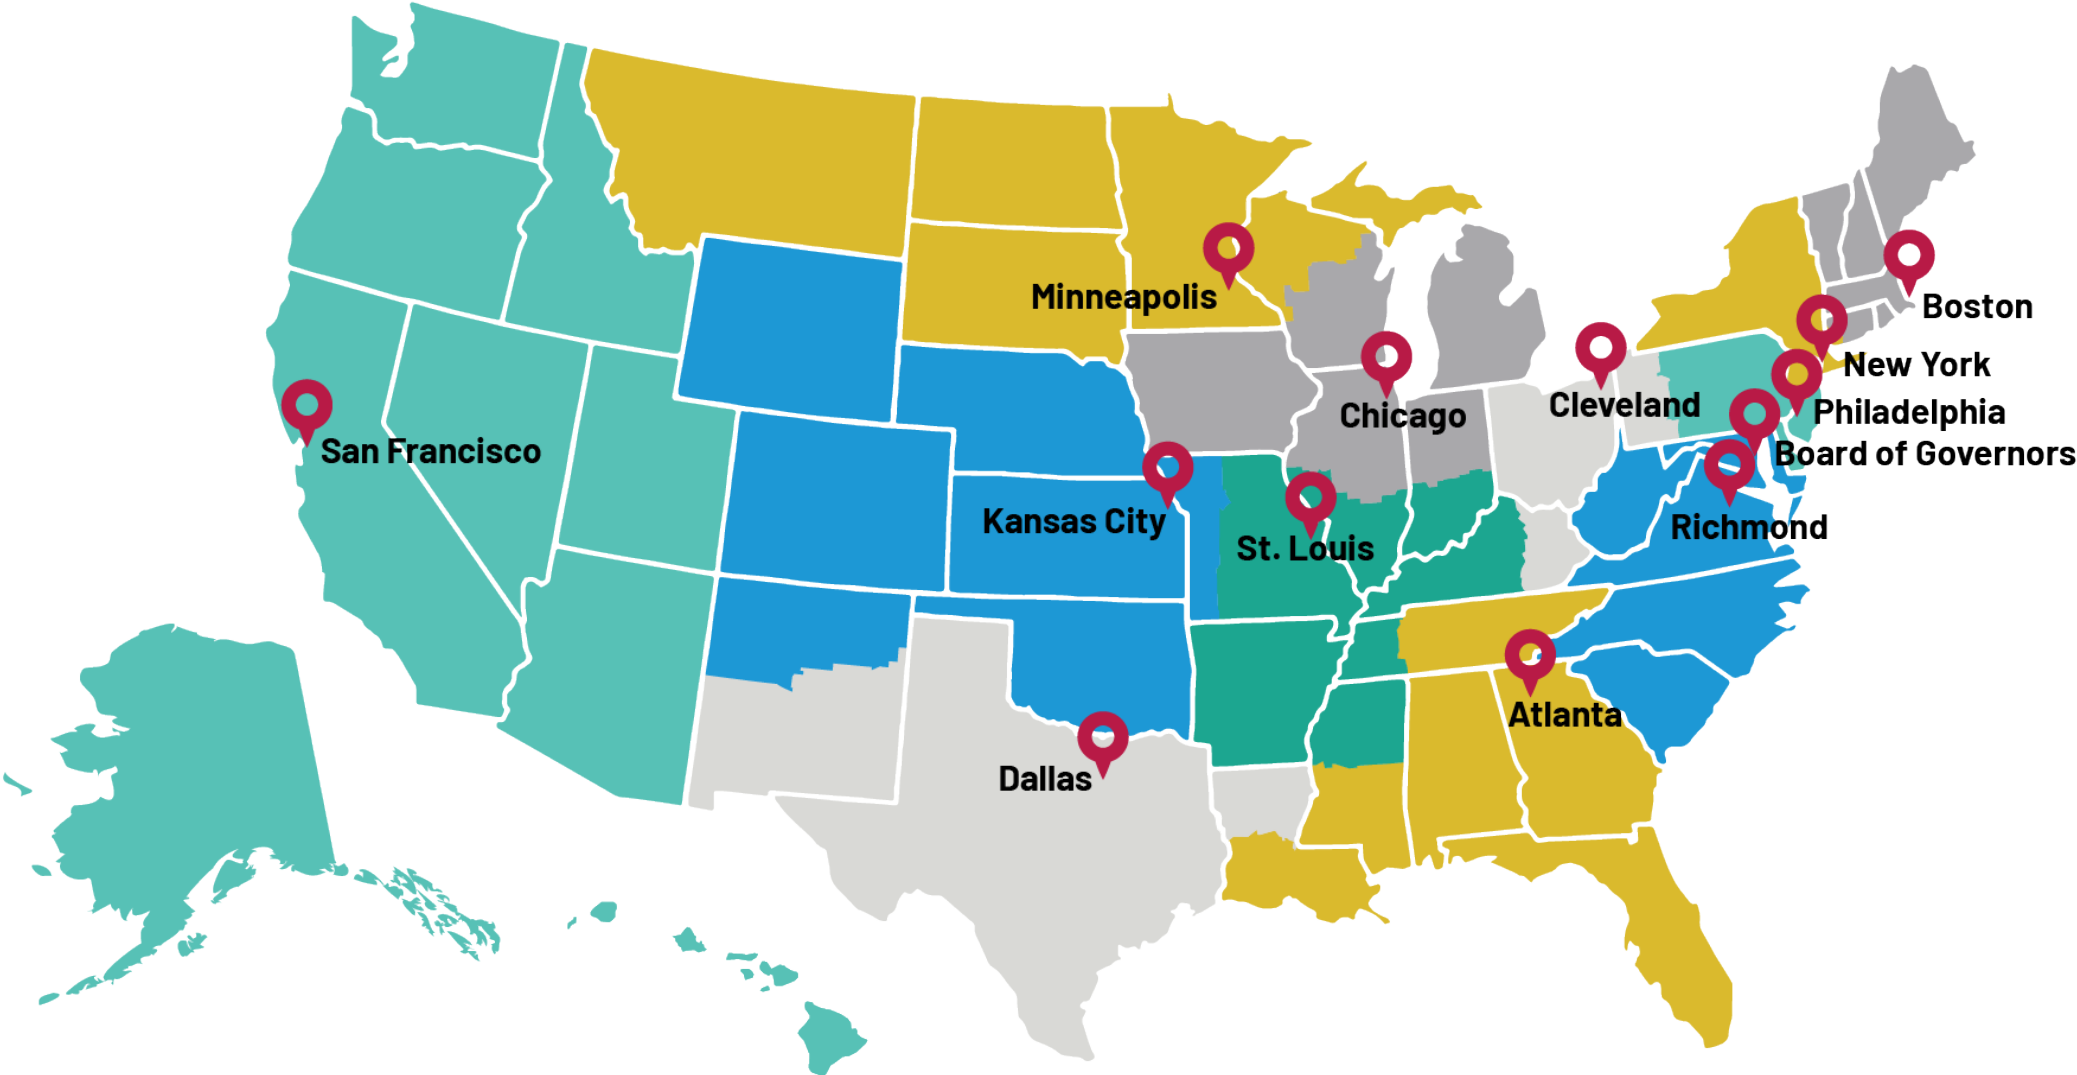 Minneapolis
Boston
New York
Chicago
Cleveland
Philadelphia
San Francisco
Board of Governors
Kansas City
Richmond
St. Louis
Atlanta
Dallas